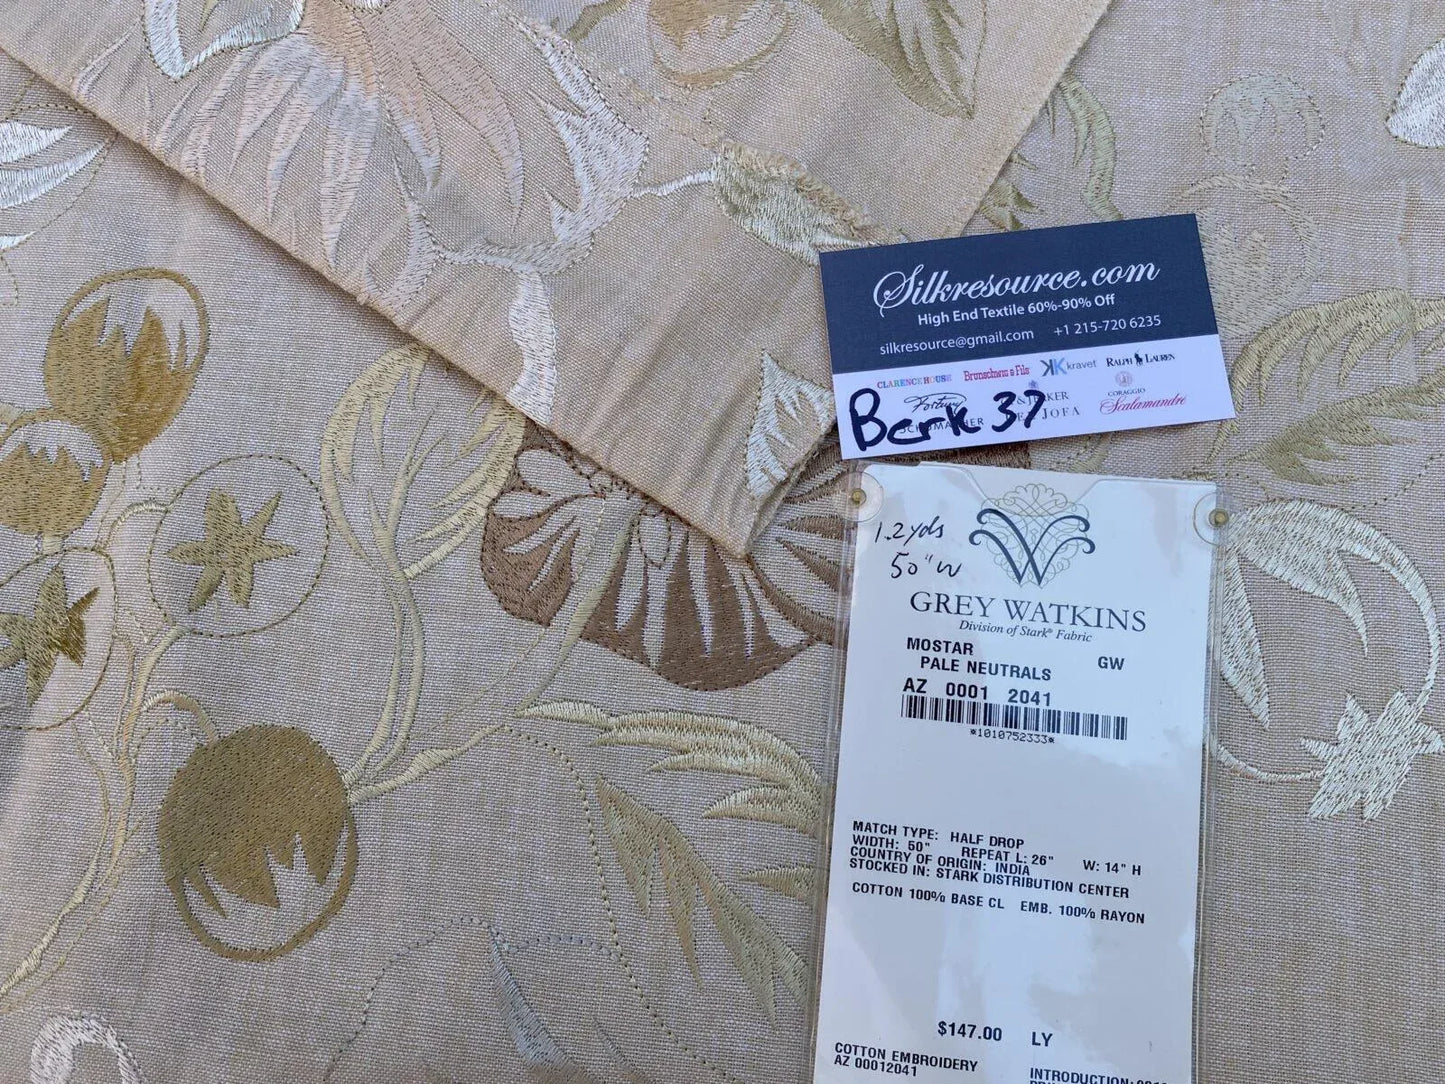 Silkresource.com
High End Textile 60%-90% Off
silkresource@gmail.com +1 215-720 6235
CLARENCE HOUSE Brunschwig & Fils kravet RALPH LAUREN
Fortuny CORAGGIO
JOFA Scalamandré
37
1.2 yds
50" W
W
GREY WATKINS
Division of Stark® Fabric
MOSTAR GW
PALE NEUTRALS
AZ 0001 2041
*1010752333*
MATCH TYPE: HALF DROP
WIDTH: 50" REPEAT L: 26" W: 14" H
COUNTRY OF ORIGIN: INDIA
STOCKED IN: STARK DISTRIBUTION CENTER
COTTON 100% BASE CL EMB. 100% RAYON
$147.00 LY
COTTON EMBROIDERY
AZ 00012041
INTRODUCTION: